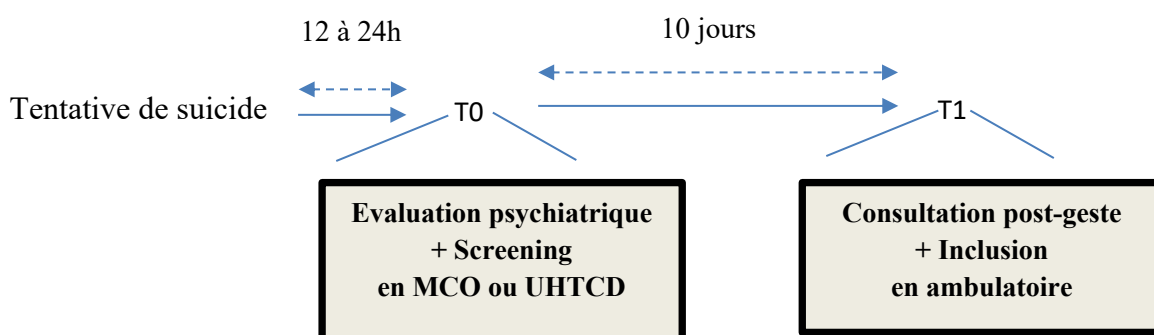 12 à 24h
10 jours
Tentative de suicide
T0
T1
Evaluation psychiatrique
+ Screening
en MCO ou UHTCD
Consultation post-geste
+ Inclusion
en ambulatoire